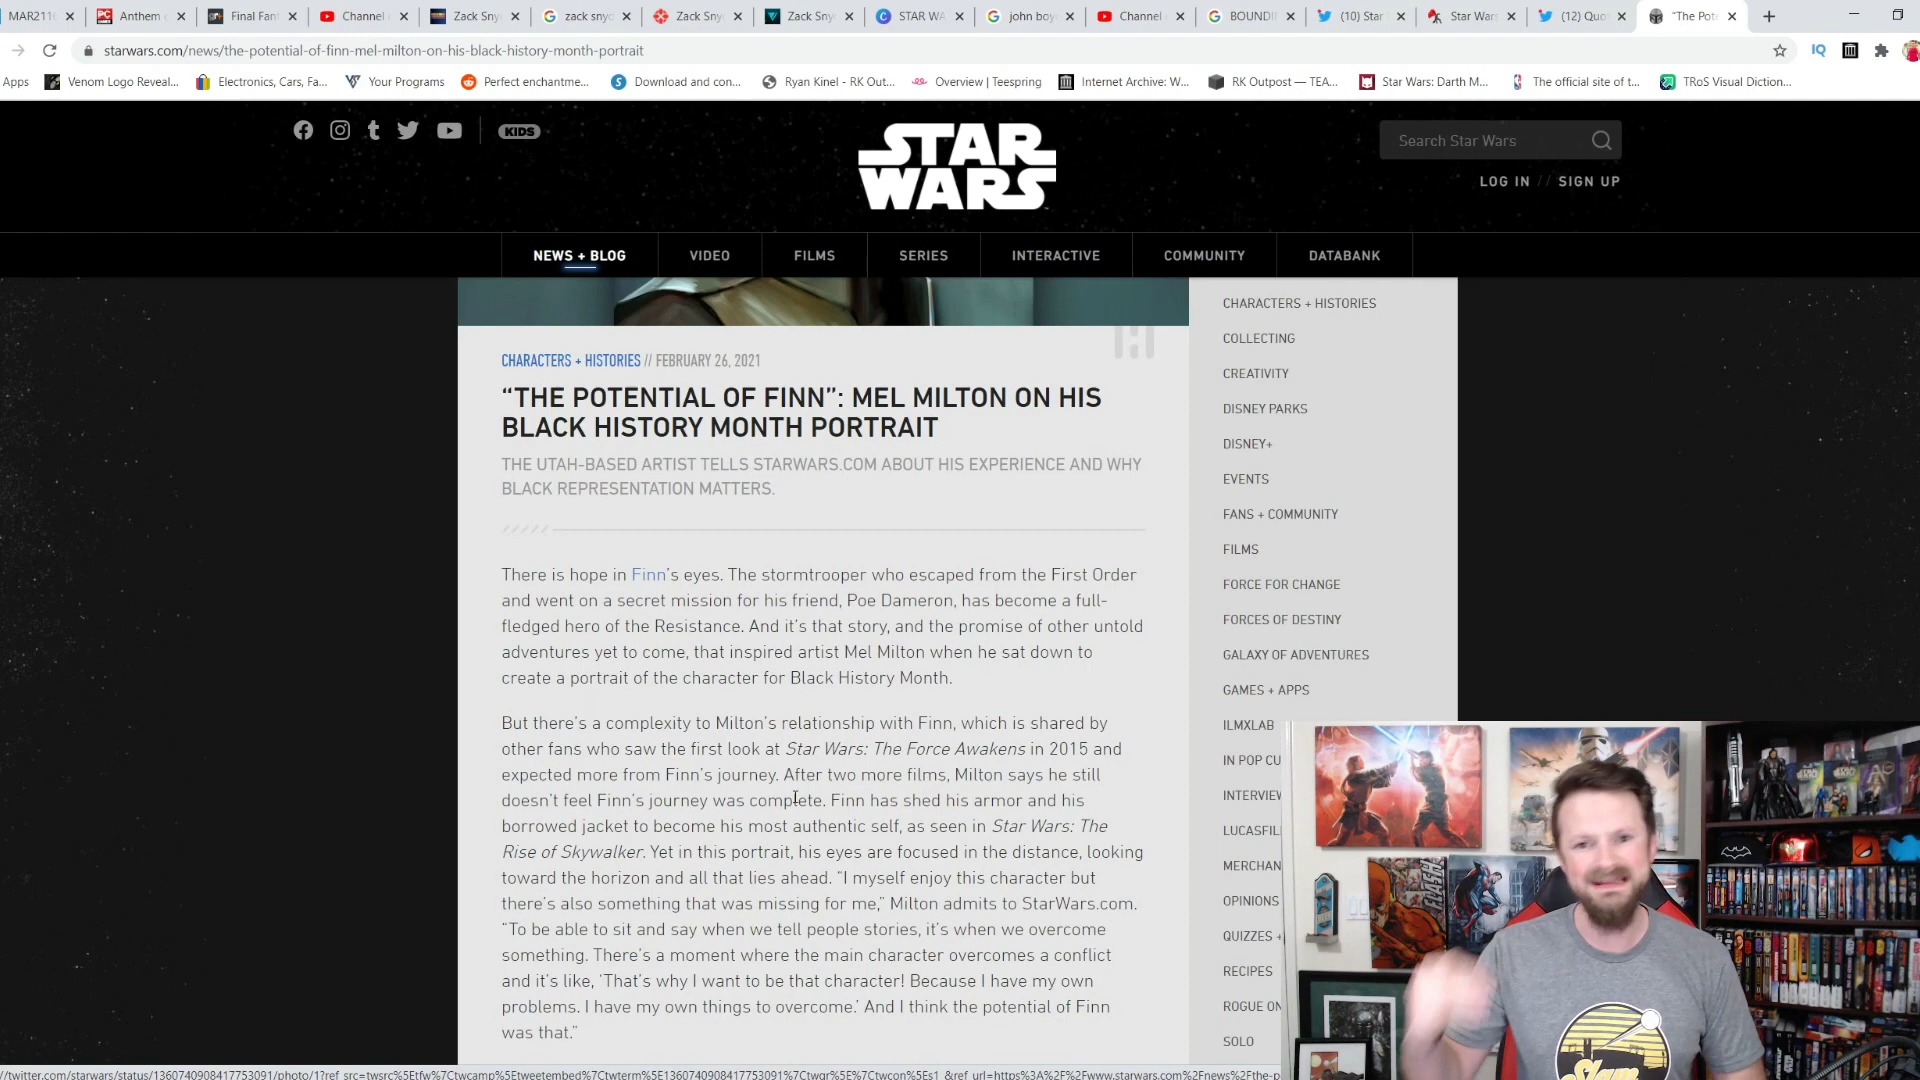 MAR2110
Anthem
Final Fan
Channel
Zack Sny
zack snyd
Zack Sny
Zack Sny
STAR WA
john boy
Channel
BOUNDI
(10) Star
Star Wars
(12) Quo
"The Pot
starwars.com/news/the-potential-of-finn-mel-milton-on-his-black-history-month-portrait
Apps
Venom Logo Reveal...
Electronics, Cars, Fa...
Your Programs
Perfect enchantme...
Download and con...
Ryan Kinel - RK Out...
Overview | Teespring
Internet Archive: W...
RK Outpost — TEA...
Star Wars: Darth M...
The official site of t...
TRoS Visual Diction...
KIDS
STAR
WARS
Search Star Wars
LOG IN // SIGN UP
NEWS + BLOG
VIDEO
FILMS
SERIES
INTERACTIVE
COMMUNITY
DATABANK
CHARACTERS + HISTORIES // FEBRUARY 26, 2021
“THE POTENTIAL OF FINN”: MEL MILTON ON HIS
BLACK HISTORY MONTH PORTRAIT
THE UTAH-BASED ARTIST TELLS STARWARS.COM ABOUT HIS EXPERIENCE AND WHY
BLACK REPRESENTATION MATTERS.
There is hope in Finn’s eyes. The stormtrooper who escaped from the First Order
and went on a secret mission for his friend, Poe Dameron, has become a full-
fledged hero of the Resistance. And it’s that story, and the promise of other untold
adventures yet to come, that inspired artist Mel Milton when he sat down to
create a portrait of the character for Black History Month.
But there’s a complexity to Milton’s relationship with Finn, which is shared by
other fans who saw the first look at Star Wars: The Force Awakens in 2015 and
expected more from Finn’s journey. After two more films, Milton says he still
doesn’t feel Finn’s journey was complete. Finn has shed his armor and his
borrowed jacket to become his most authentic self, as seen in Star Wars: The
Rise of Skywalker. Yet in this portrait, his eyes are focused in the distance, looking
toward the horizon and all that lies ahead. “I myself enjoy this character but
there’s also something that was missing for me,” Milton admits to StarWars.com.
“To be able to sit and say when we tell people stories, it’s when we overcome
something. There’s a moment where the main character overcomes a conflict
and it’s like, ‘That’s why I want to be that character! Because I have my own
problems. I have my own things to overcome.’ And I think the potential of Finn
was that.”
CHARACTERS + HISTORIES
COLLECTING
CREATIVITY
DISNEY PARKS
DISNEY+
EVENTS
FANS + COMMUNITY
FILMS
FORCE FOR CHANGE
FORCES OF DESTINY
GALAXY OF ADVENTURES
GAMES + APPS
ILMXLAB
IN POP CU
INTERVIEW
LUCASFIL
MERCHAN
OPINIONS
QUIZZES +
RECIPES
ROGUE ON
SOLO
FLASH
Slam
//twitter.com/starwars/status/1360740908417753091/photo/1?ref_src=twsrc%5Etfw%7Ctwcamp%5Etweetembed%7Ctwterm%5E1360740908417753091%7Ctwgr%5E%7Ctwcon%5Es1_&ref_url=https%3A%2F%2Fwww.starwars.com%2Fnews%2Fthe-p